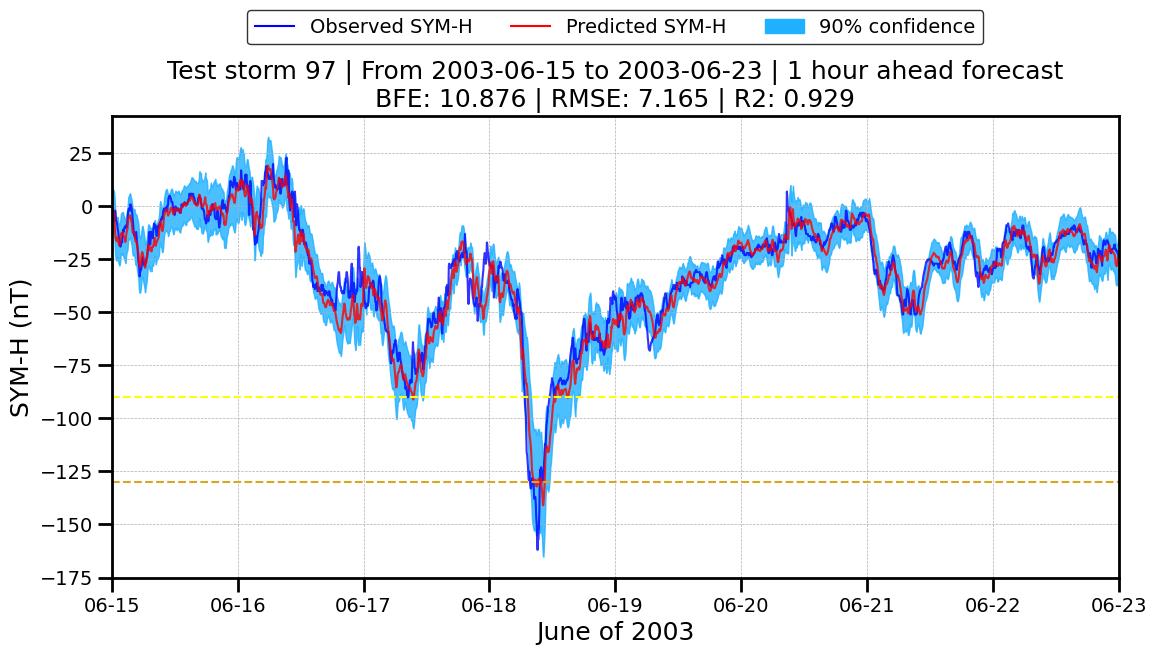 Observed SYM-H Predicted SYM-H 90% confidence
Test storm 97 | From 2003-06-15 to 2003-06-23 | 1 hour ahead forecast
BFE: 10.876 | RMSE: 7.165 | R2: 0.929
SYM-H (nT)
25
0
−25
−50
−75
−100
−125
−150
−175
06-15 06-16 06-17 06-18 06-19 06-20 06-21 06-22 06-23
June of 2003